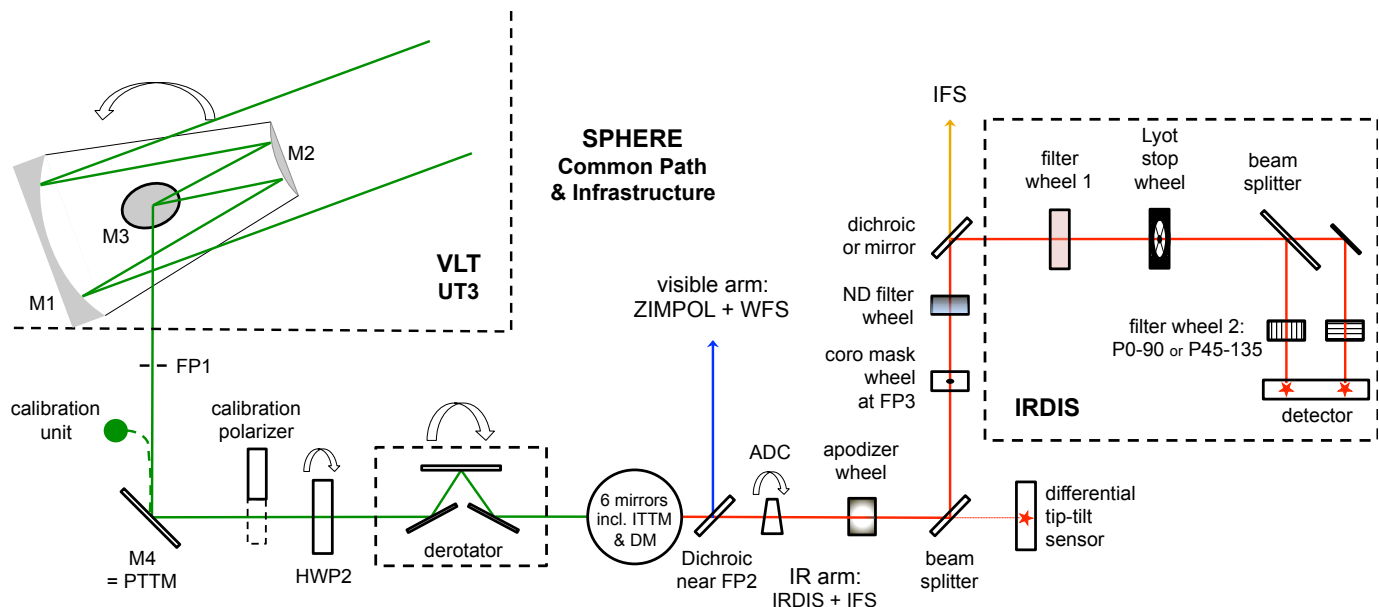 M2
M3
M1
VLT
UT3
SPHERE
Common Path
& Infrastructure
FP1
calibration
unit
calibration
polarizer
M4
= PTTM
HWP2
derotator
6 mirrors
incl. ITTM
& DM
visible arm:
ZIMPOL + WFS
Dichroic
near FP2
ADC
IR arm:
IRDIS + IFS
apodizer
wheel
beam
splitter
differential
tip-tilt
sensor
coro mask
wheel
at FP3
ND filter
wheel
dichroic
or mirror
IFS
filter
wheel 1
Lyot
stop
wheel
beam
splitter
filter wheel 2:
P0-90 or P45-135
detector
IRDIS